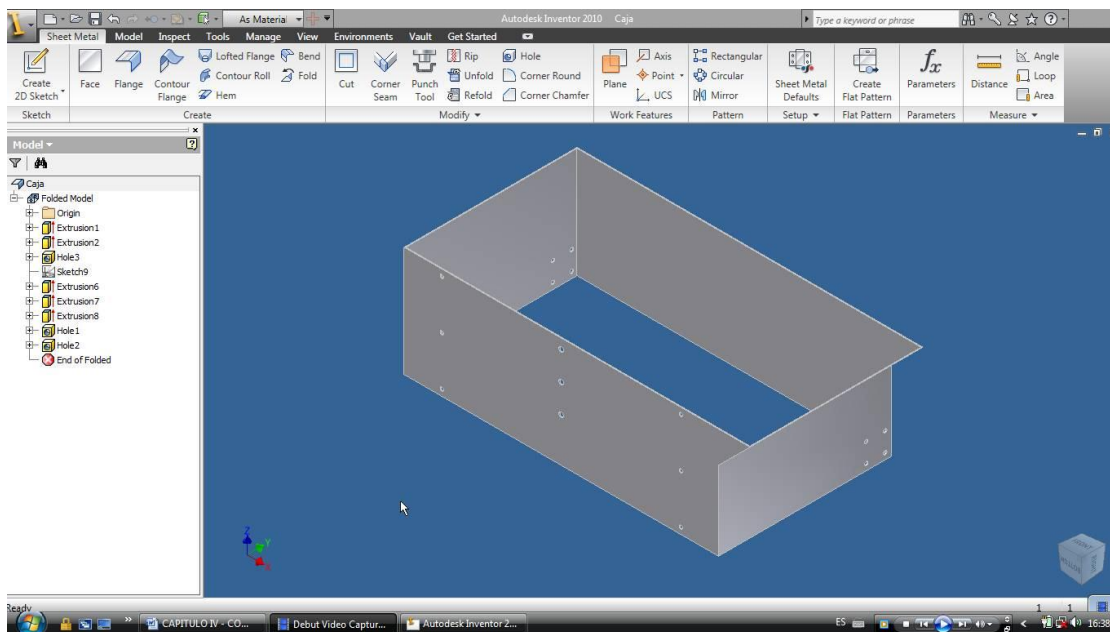 As Material
Autodesk Inventor 2010 Caja
Type a keyword or phrase
Sheet Metal Model Inspect Tools Manage View Environments Vault Get Started
Create 2D Sketch
Face
Flange
Contour Flange
Lofted Flange
Contour Roll
Hem
Bend
Fold
Cut
Corner Seam
Punch Tool
Rip
Unfold
Refold
Hole
Corner Round
Corner Chamfer
Plane
Axis
Point
UCS
Rectangular
Circular
Mirror
Sheet Metal Defaults
Create Flat Pattern
fx
Parameters
Distance
Angle
Loop
Area
Sketch Create Modify Work Features Pattern Setup Flat Pattern Parameters Measure
Model
Caja
Folded Model
Origin
Extrusion1
Extrusion2
Hole3
Sketch9
Extrusion6
Extrusion7
Extrusion8
Hole1
Hole2
End of Folded
Z
Y
X
Ready
1 1
CAPITULO IV - CO...
Debut Video Captur...
Autodesk Inventor 2...
ES
16:38